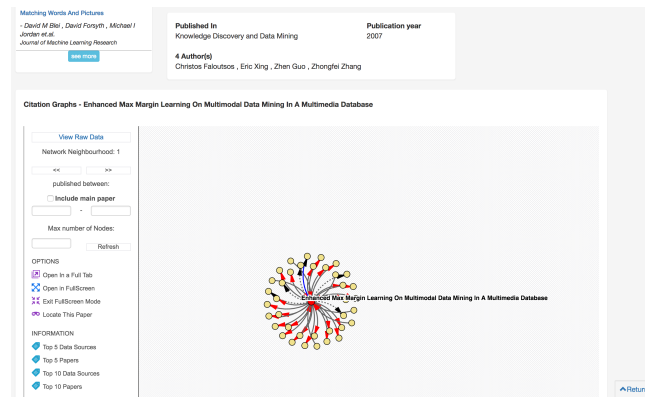 Matching Words And Pictures
- David M Blei , David Forsyth , Michael I
Jordan et.al.
Journal of Machine Learning Research
see more
Published In
Knowledge Discovery and Data Mining
Publication year
2007
4 Author(s)
Christos Faloutsos , Eric Xing , Zhen Guo , Zhongfei Zhang
Citation Graphs - Enhanced Max Margin Learning On Multimodal Data Mining In A Multimedia Database
View Raw Data
Network Neighbourhood: 1
<< >>
published between:
Include main paper
-
Max number of Nodes:
Refresh
OPTIONS
Open in a Full Tab
Open in FullScreen
Exit FullScreen Mode
Locate This Paper
INFORMATION
Top 5 Data Sources
Top 5 Papers
Top 10 Data Sources
Top 10 Papers
Enhanced Max Margin Learning On Multimodal Data Mining In A Multimedia Database
Return